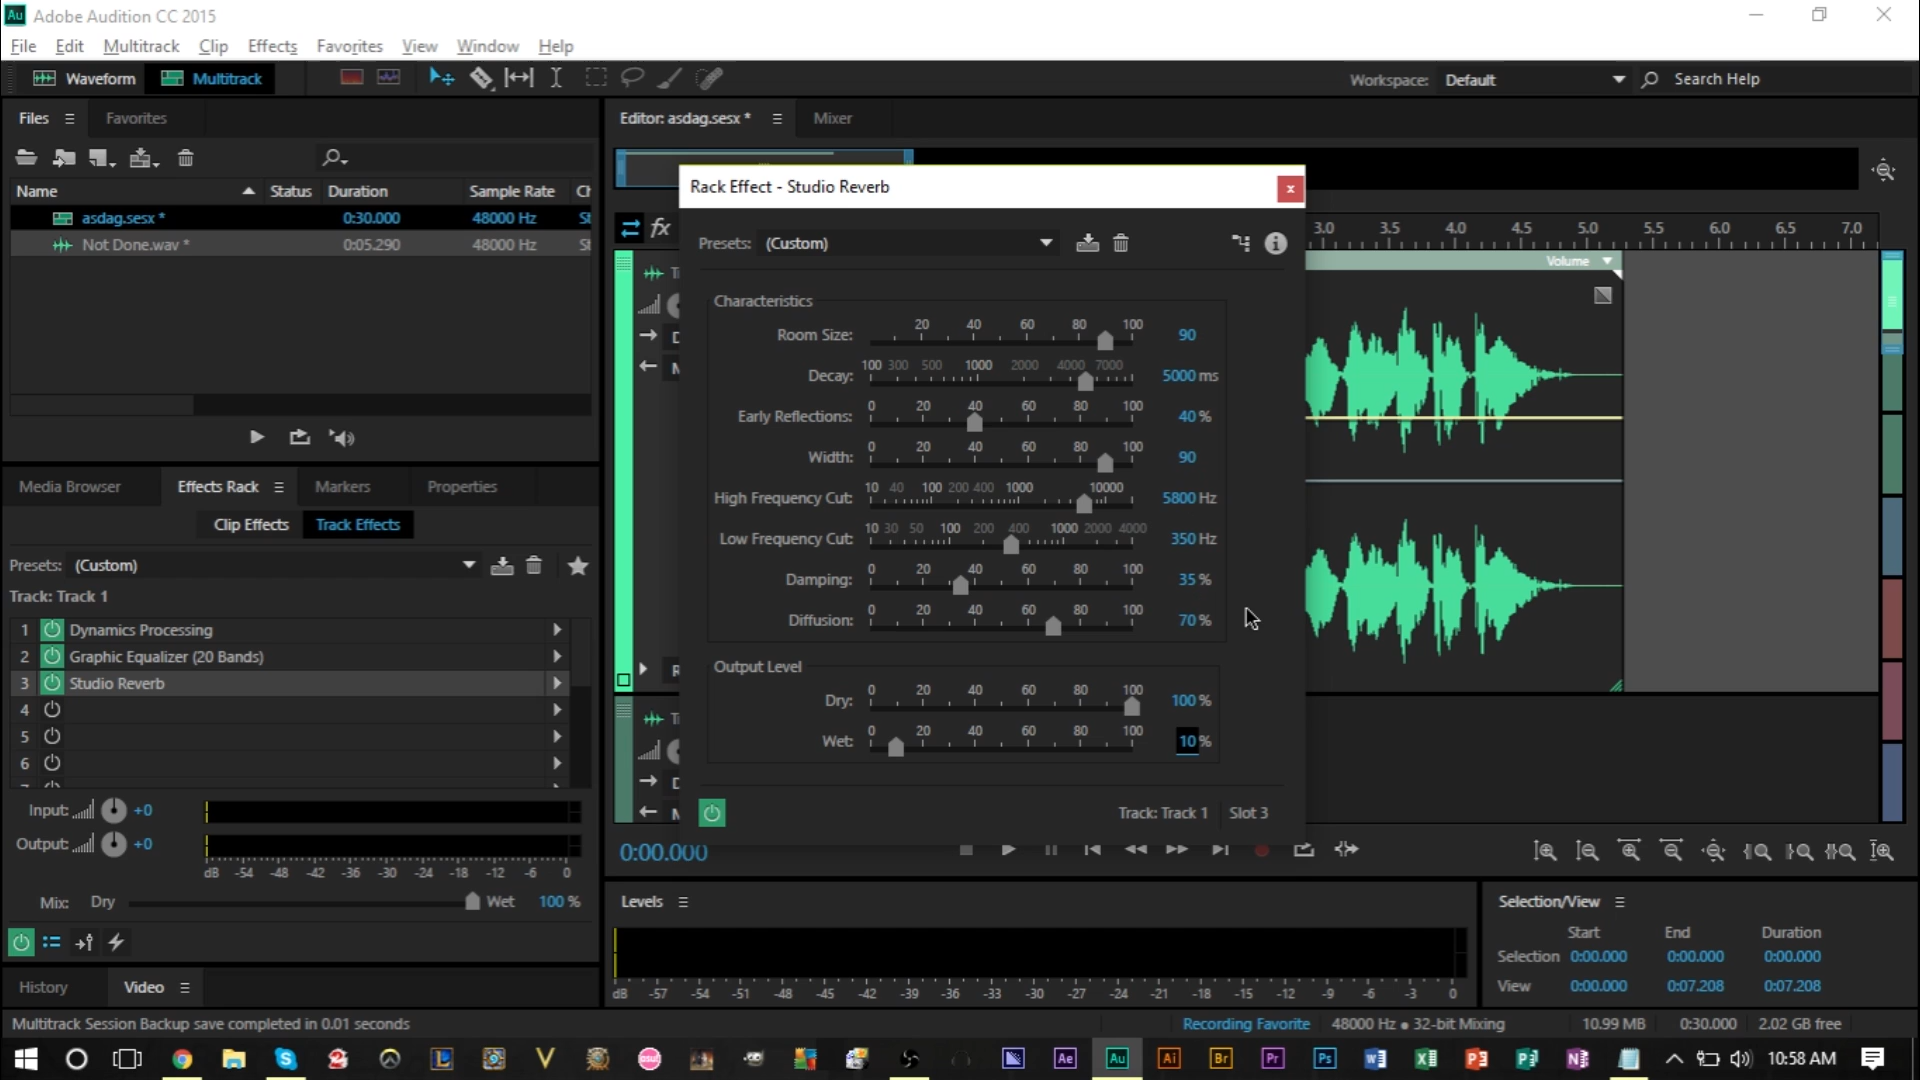 Au Adobe Audition CC 2015
File Edit Multitrack Clip Effects Favorites View Window Help
Waveform Multitrack Workspace: Default Search Help
Files Favorites
Name Status Duration Sample Rate
asdag.sesx * 0:30.000 48000 Hz
Not Done.wav * 0:05.290 48000 Hz
Media Browser Effects Rack Markers Properties
Clip Effects Track Effects
Presets: (Custom)
Track: Track 1
1 Dynamics Processing
2 Graphic Equalizer (20 Bands)
3 Studio Reverb
4
5
6
Input: +0
Output: +0
dB -54 -48 -42 -36 -30 -24 -18 -12 -6 0
Mix: Dry Wet 100 %
History Video
Editor: asdag.sesx * Mixer
fx
3.0 3.5 4.0 4.5 5.0 5.5 6.0 6.5 7.0
Volume
Rack Effect - Studio Reverb
Presets: (Custom)
Characteristics
20 40 60 80 100
Room Size: 90
100 300 500 1000 2000 4000 7000
Decay: 5000 ms
0 20 40 60 80 100
Early Reflections: 40 %
0 20 40 60 80 100
Width: 90
10 40 100 200 400 1000 10000
High Frequency Cut: 5800 Hz
10 30 50 100 200 400 1000 2000 4000
Low Frequency Cut: 350 Hz
0 20 40 60 80 100
Damping: 35 %
0 20 40 60 80 100
Diffusion: 70 %
Output Level
0 20 40 60 80 100
Dry: 100 %
0 20 40 60 80 100
Wet: 10 %
Track: Track 1 Slot 3
0:00.000
Levels
dB -57 -54 -51 -48 -45 -42 -39 -36 -33 -30 -27 -24 -21 -18 -15 -12 -9 -6 -3 0
Selection/View
Start End Duration
Selection 0:00.000 0:00.000 0:00.000
View 0:00.000 0:07.208 0:07.208
Multitrack Session Backup save completed in 0.01 seconds Recording Favorite 48000 Hz ● 32-bit Mixing 10.99 MB 0:30.000 2.02 GB free
osu! Ae Au Ai Br Pr Ps 10:58 AM